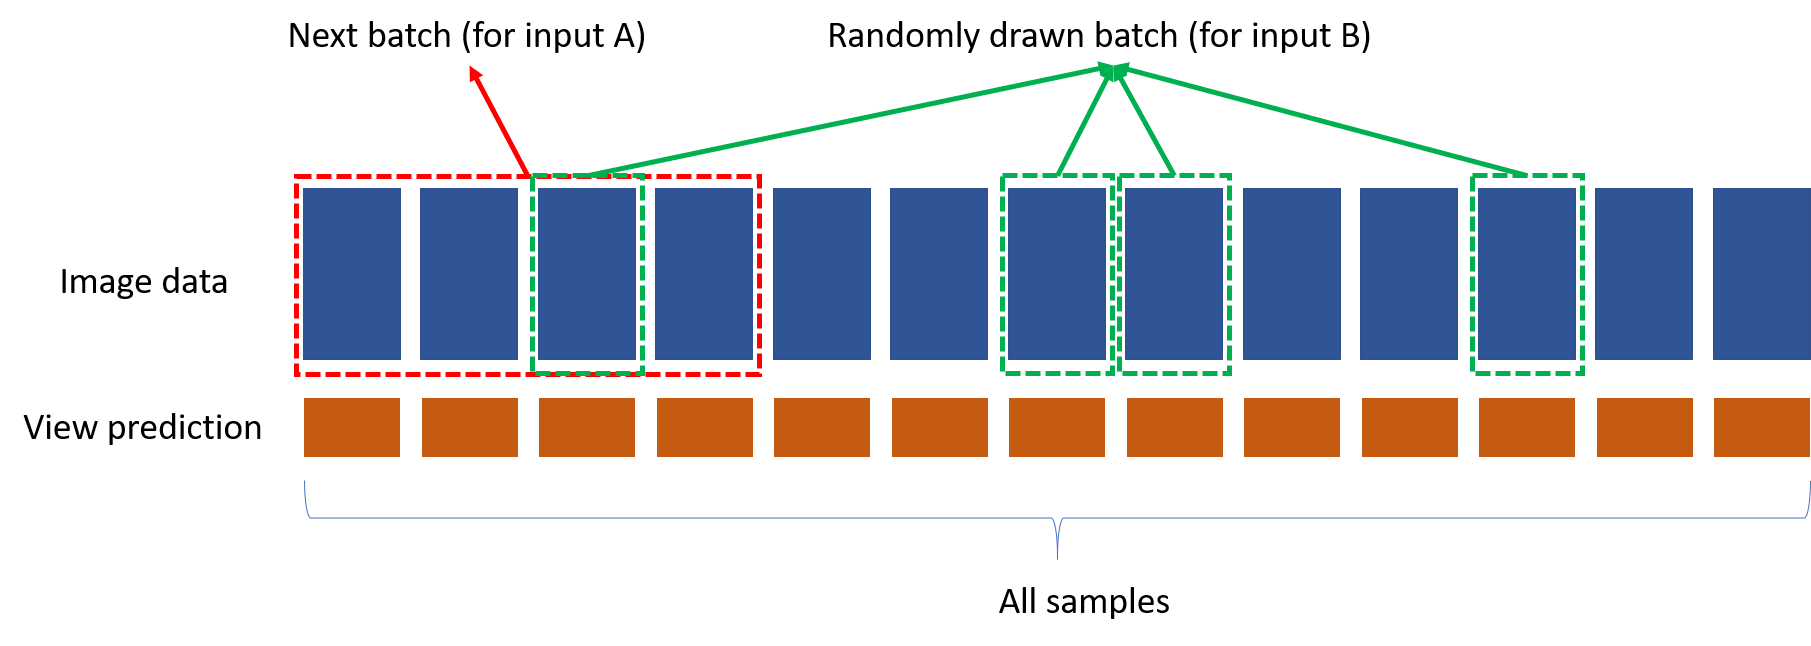 Next batch (for input A)
Randomly drawn batch (for input B)
Image data
View prediction
All samples